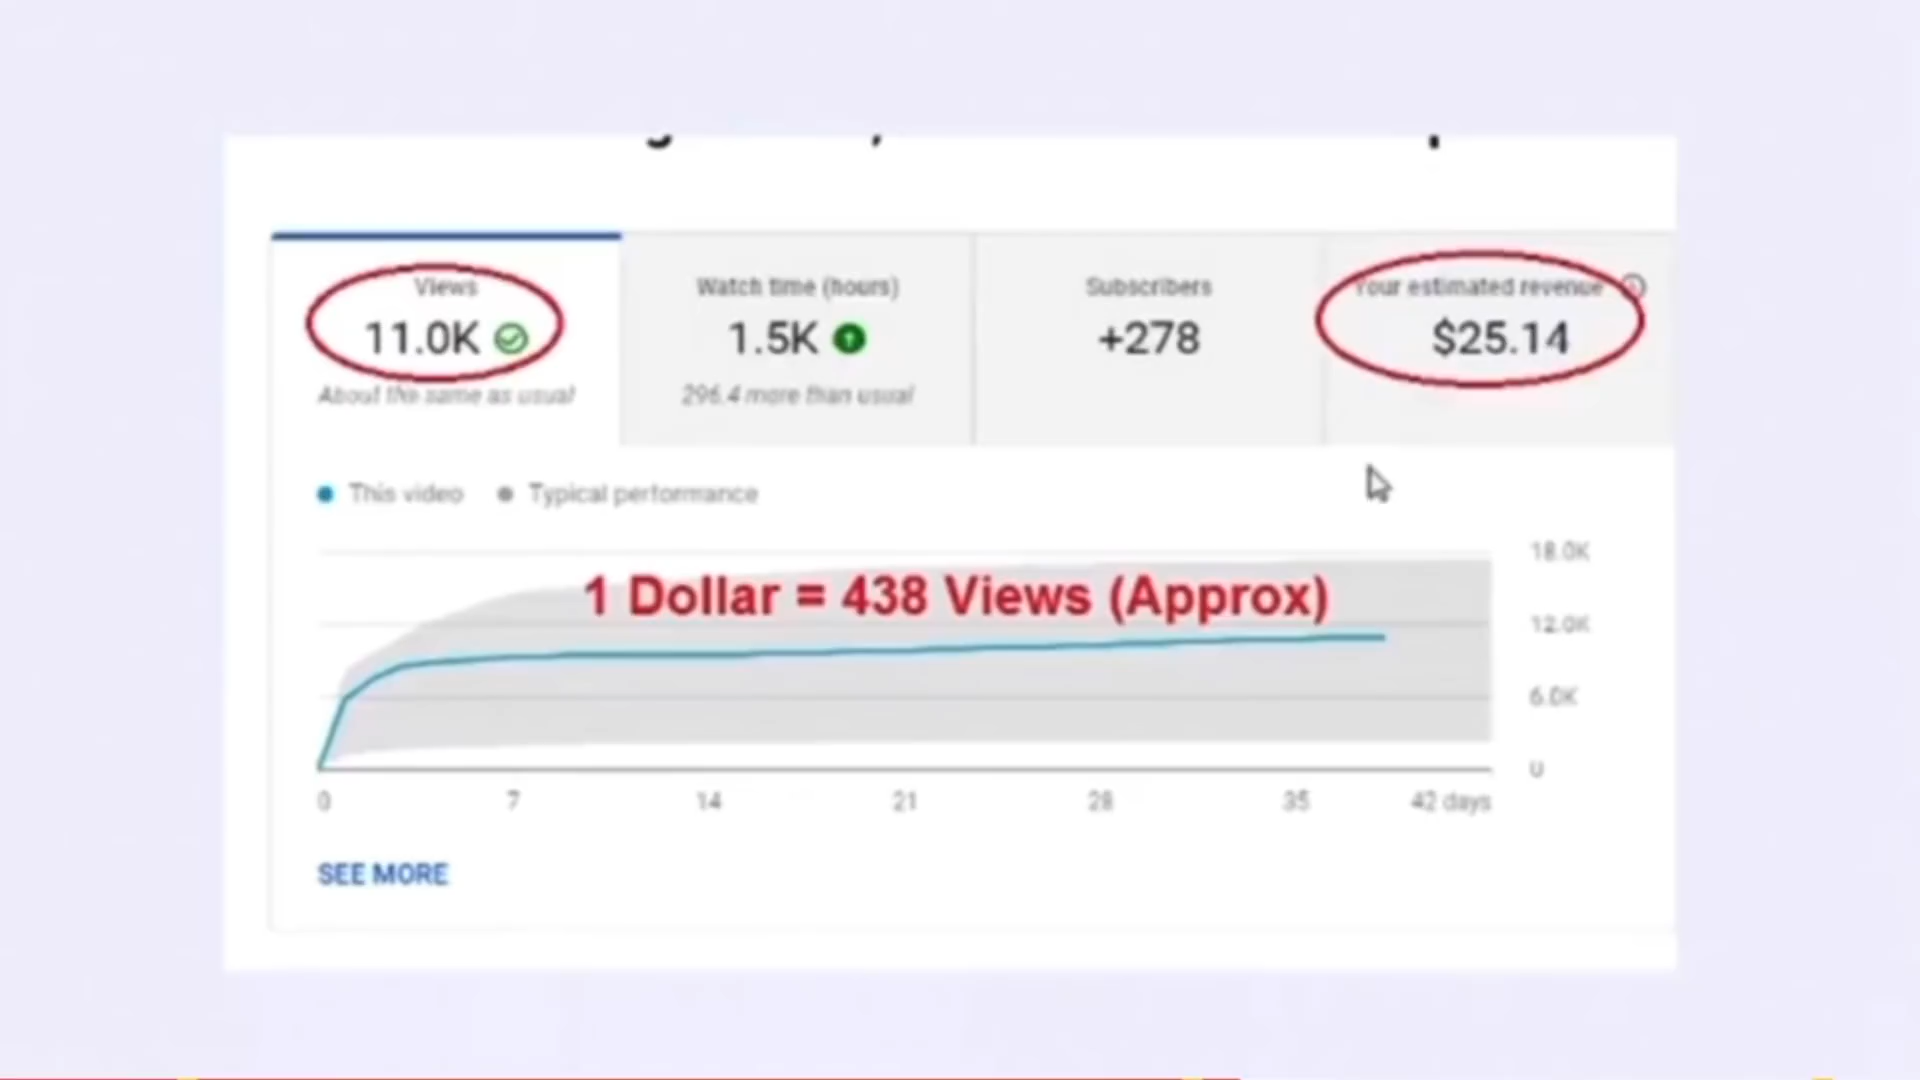 Views
11.0K
About the same as usual
Watch time (hours)
1.5K
296.4 more than usual
Subscribers
+278
Your estimated revenue
$25.14
This video
Typical performance
1 Dollar = 438 Views (Approx)
18.0K
12.0K
6.0K
0
0 7 14 21 28 35 42 days
SEE MORE